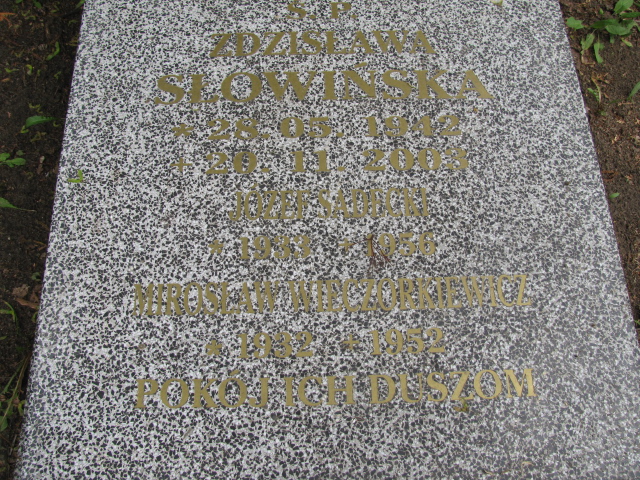 Ś. P.
ZDZISŁAWA
SŁOWIŃSKA
* 28. 05. 1942
+ 20. 11. 2003
JÓZEF SADECKI
* 1933 + 1956
MIROSŁAW WIECZORKIEWICZ
* 1932 + 1952
POKÓJ ICH DUSZOM